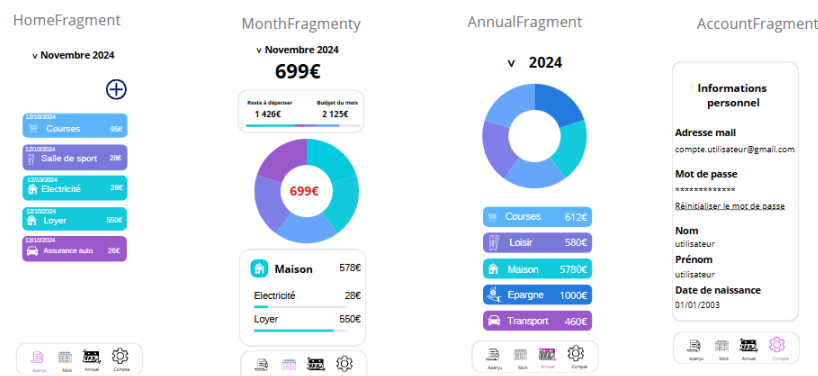 HomeFragment
v Novembre 2024
12/10/2024
Courses 95€
12/10/2024
Salle de sport 28€
12/10/2024
Electricité 28€
12/10/2024
Loyer 550€
12/10/2024
Assurance auto 26€
Aperçu Mois Annuel Compte
MonthFragmenty
v Novembre 2024
699€
Reste à dépenser Budget du mois
1 426€ 2 125€
699€
Maison 578€
Electricité 28€
Loyer 550€
AnnualFragment
v 2024
Courses 612€
Loisir 580€
Maison 5780€
Epargne 1000€
Transport 460€
Aperçu Mois Annuel Compte
AccountFragment
Informations
personnel
Adresse mail
compte.utilisateur@gmail.com
Mot de passe
*************
Réinitialiser le mot de passe
Nom
utilisateur
Prénom
utilisateur
Date de naissance
01/01/2003
Aperçu Mois Annuel Compte